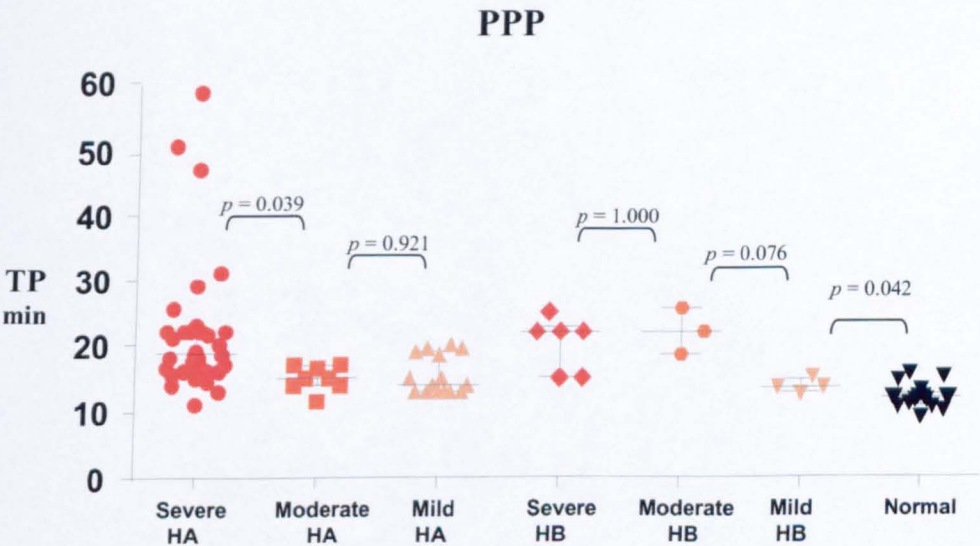 PPP
60
50
40
30
20
10
0
TP
min
p = 0.039
p = 0.921
p = 1.000
p = 0.076
p = 0.042
Severe
HA
Moderate
HA
Mild
HA
Severe
HB
Moderate
HB
Mild
HB
Normal